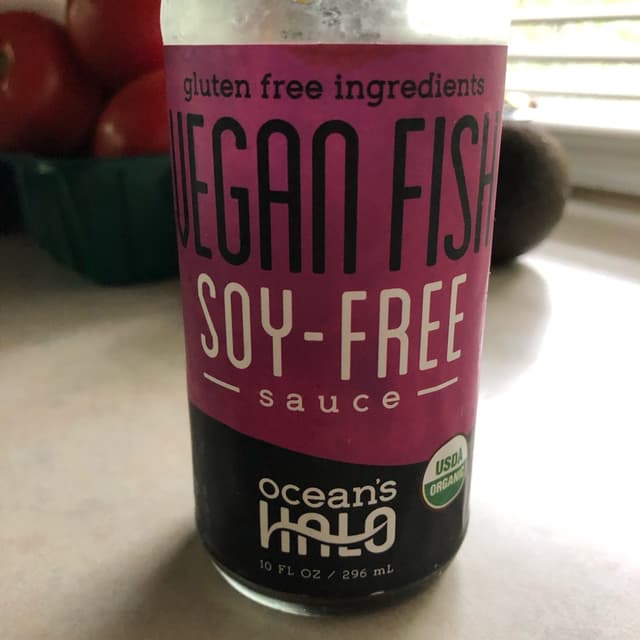 gluten free ingredients
VEGAN FISH
SOY-FREE
sauce
USDA
ORGANIC
ocean's
HALO
10 FL OZ / 296 mL